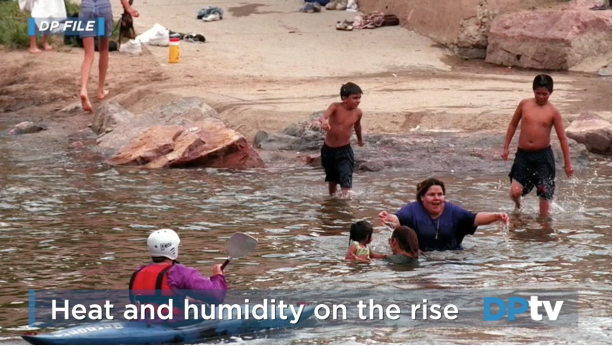 DP FILE
Heat and humidity on the rise DPtv